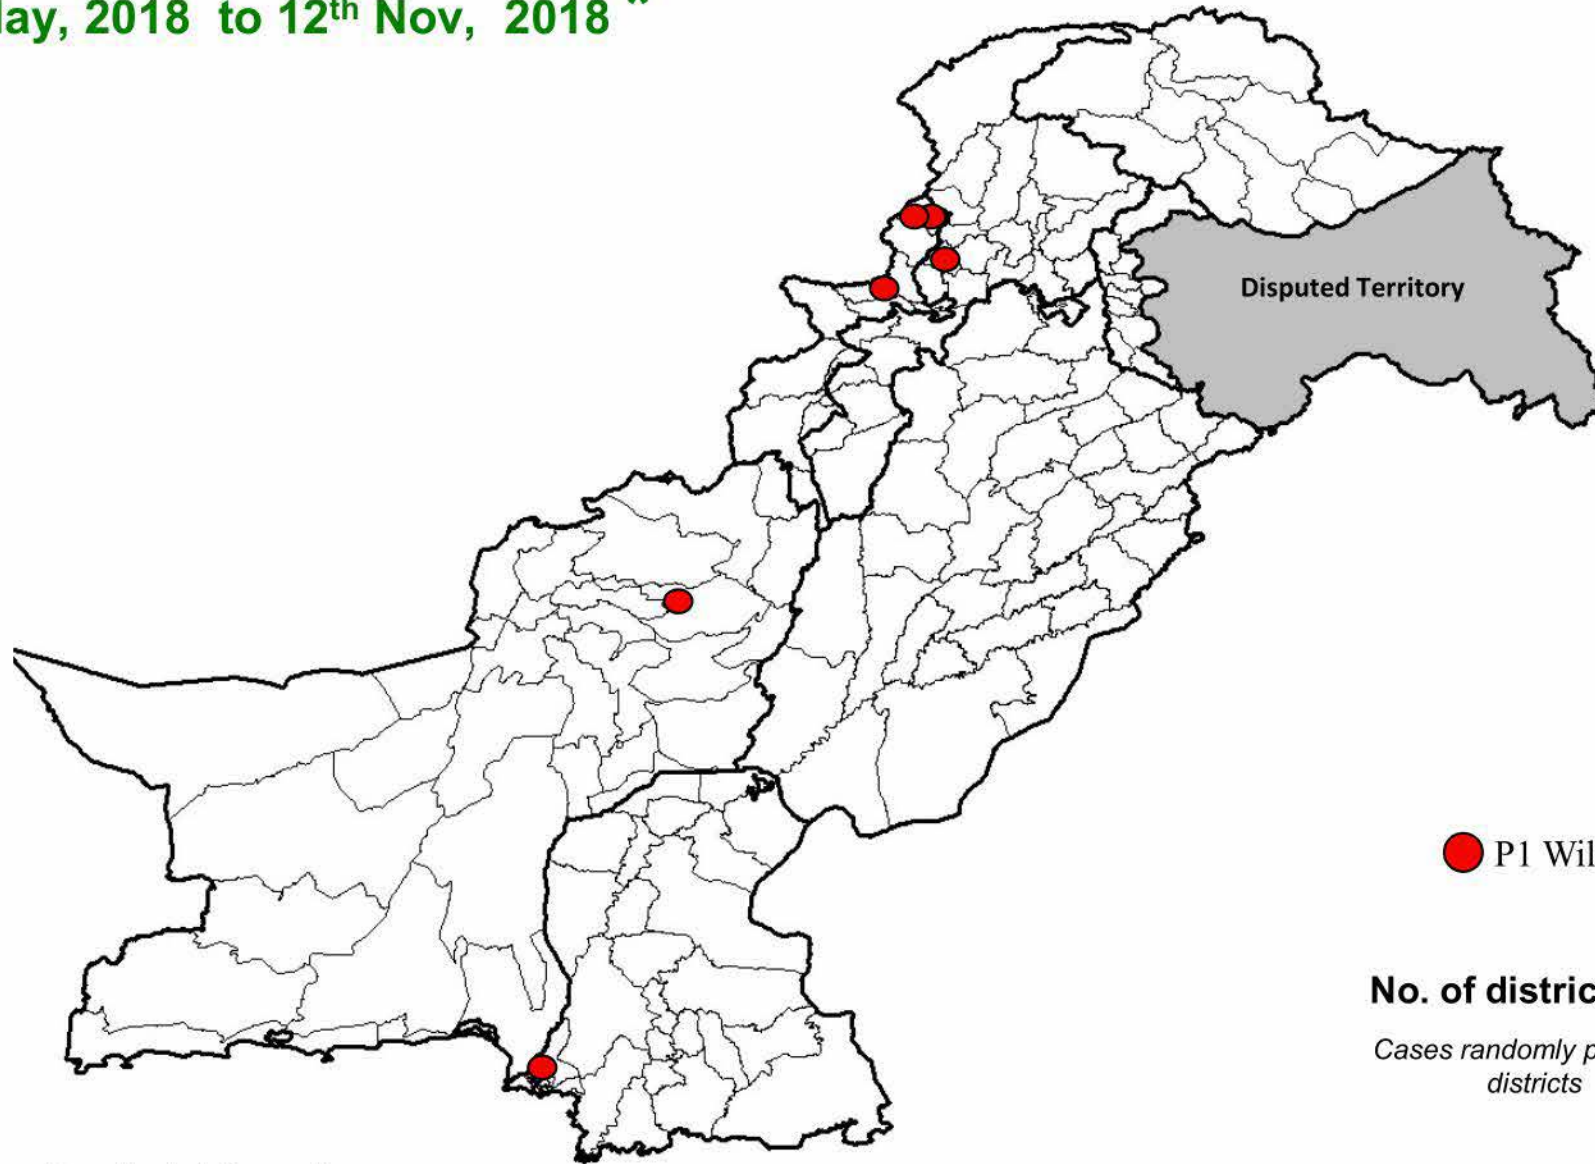 lay, 2018 to 12th Nov, 2018 "
Disputed Territory
P1 Wil
No. of distric
Cases randomly p
districts